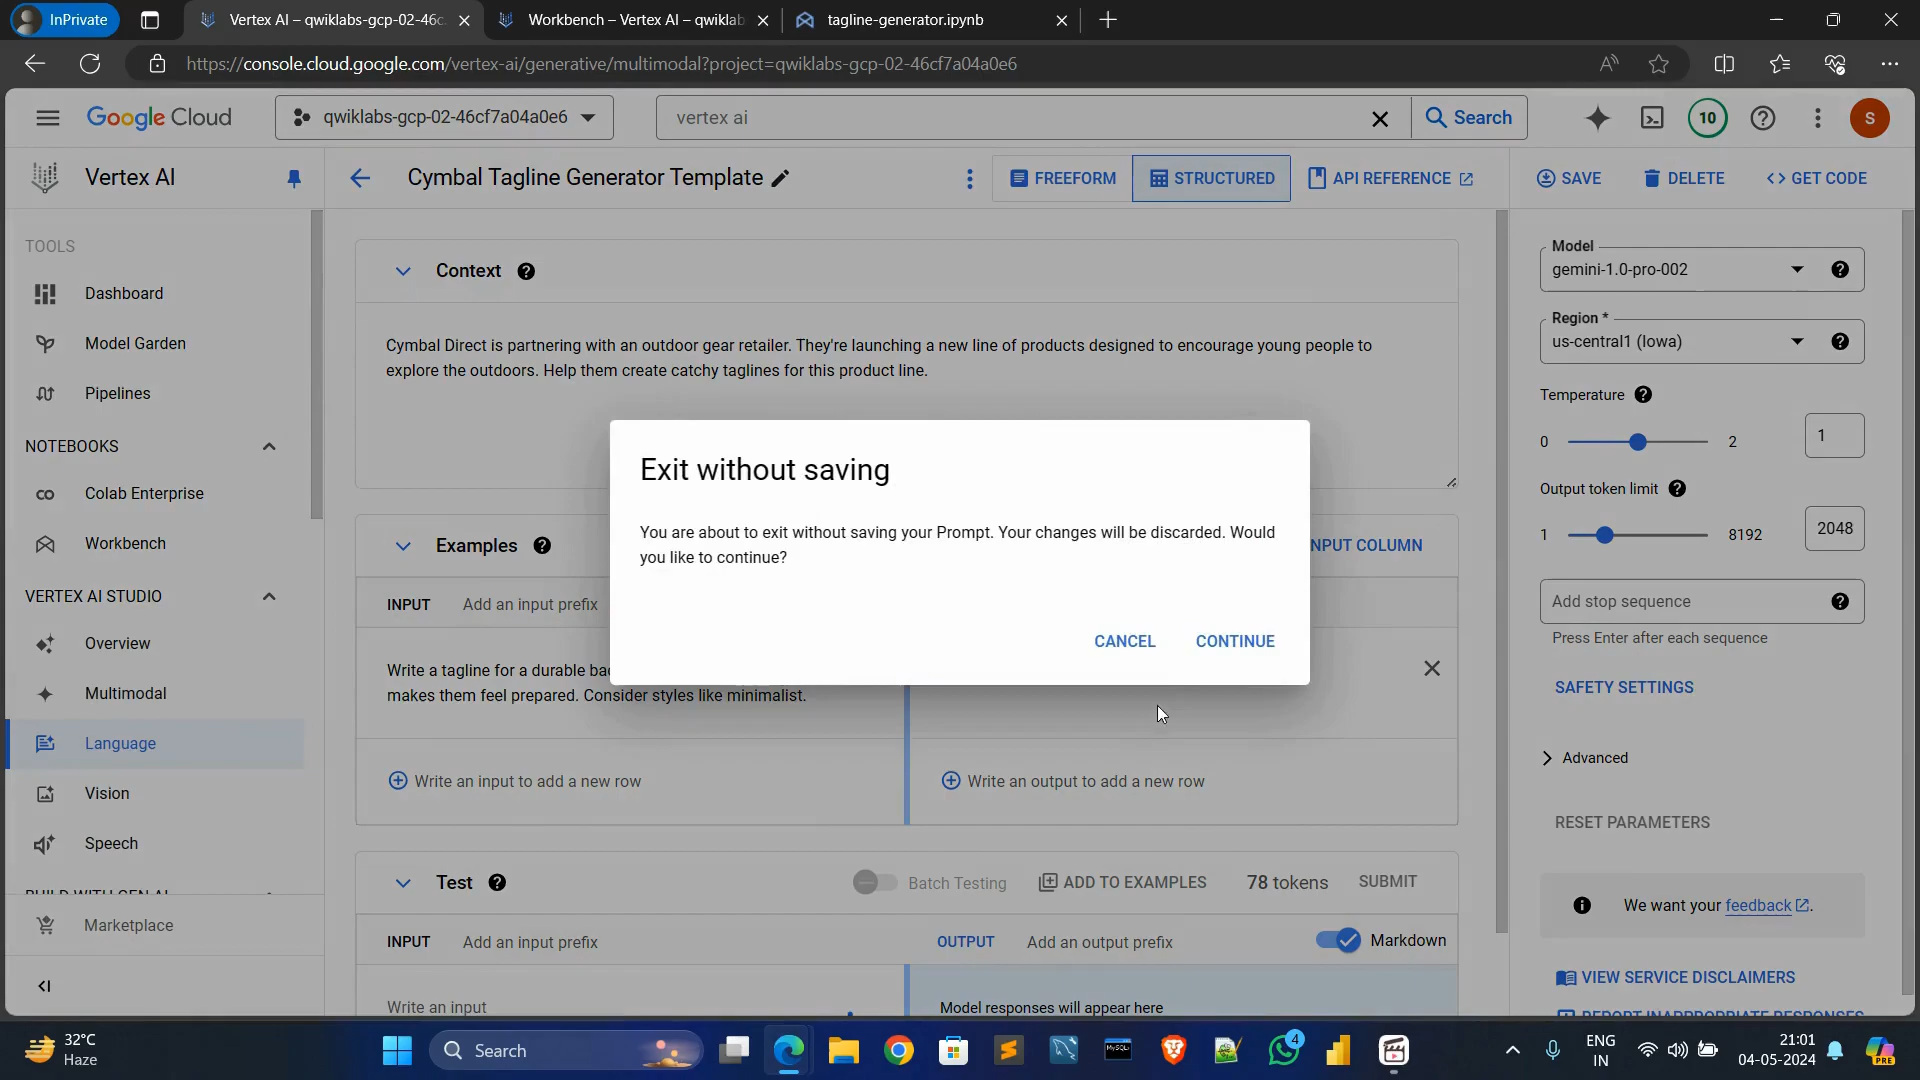 InPrivate
Vertex AI – qwiklabs-gcp-02-46c
Workbench – Vertex AI – qwiklab
tagline-generator.ipynb
https://console.cloud.google.com/vertex-ai/generative/multimodal?project=qwiklabs-gcp-02-46cf7a04a0e6
Google Cloud
qwiklabs-gcp-02-46cf7a04a0e6
vertex ai
Search
10
S
Vertex AI
Cymbal Tagline Generator Template
FREEFORM
STRUCTURED
API REFERENCE
SAVE
DELETE
<> GET CODE
TOOLS
Dashboard
Model Garden
Pipelines
NOTEBOOKS
Colab Enterprise
Workbench
VERTEX AI STUDIO
Overview
Multimodal
Language
Vision
Speech
BUILD WITH GEN AI
Marketplace
Context
Cymbal Direct is partnering with an outdoor gear retailer. They're launching a new line of products designed to encourage young people to
explore the outdoors. Help them create catchy taglines for this product line.
Exit without saving
You are about to exit without saving your Prompt. Your changes will be discarded. Would
you like to continue?
CANCEL
CONTINUE
Examples
NPUT COLUMN
INPUT
Add an input prefix
Write a tagline for a durable ba
makes them feel prepared. Consider styles like minimalist.
Write an input to add a new row
Write an output to add a new row
Test
Batch Testing
ADD TO EXAMPLES
78 tokens
SUBMIT
INPUT
Add an input prefix
OUTPUT
Add an output prefix
Markdown
Write an input
Model responses will appear here
Model
gemini-1.0-pro-002
Region *
us-central1 (Iowa)
Temperature
0
2
1
Output token limit
1
8192
2048
Add stop sequence
Press Enter after each sequence
SAFETY SETTINGS
Advanced
RESET PARAMETERS
We want your feedback.
VIEW SERVICE DISCLAIMERS
REPORT INAPPROPRIATE RESPONSES
32°C
Haze
Search
MySQL
4
ENG
IN
21:01
04-05-2024
PRE